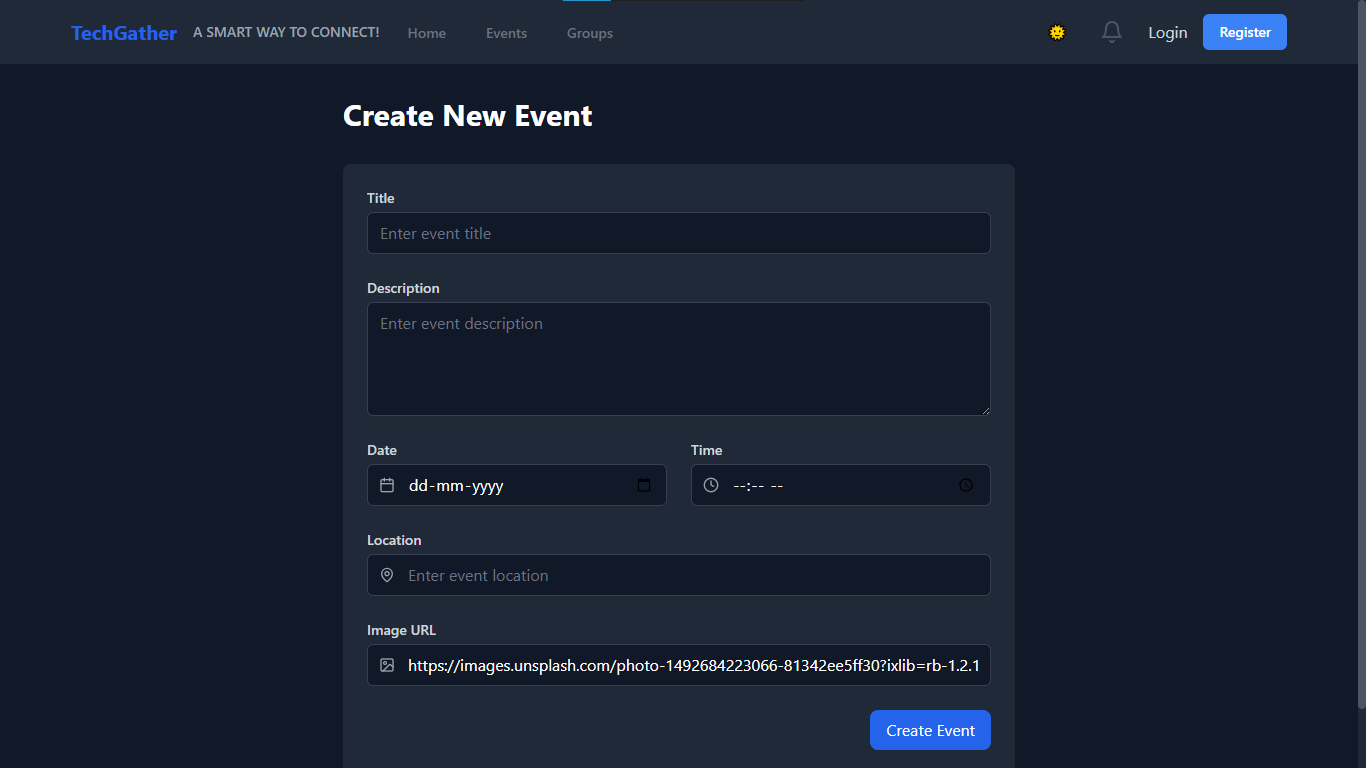 TechGather A SMART WAY TO CONNECT! Home Events Groups Login Register
Create New Event
Title
Enter event title
Description
Enter event description
Date Time
dd-mm-yyyy --:-- --
Location
Enter event location
Image URL
https://images.unsplash.com/photo-1492684223066-81342ee5ff30?ixlib=rb-1.2.1
Create Event